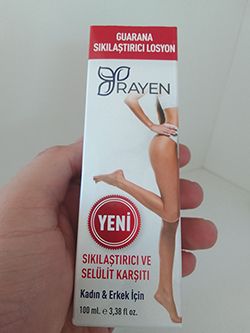 GUARANA
SIKILAŞTIRICI LOSYON
RAYEN
YENİ
SIKILAŞTIRICI VE
SELÜLİT KARŞITI
Kadın & Erkek İçin
100 mL e 3,38 fl oz.